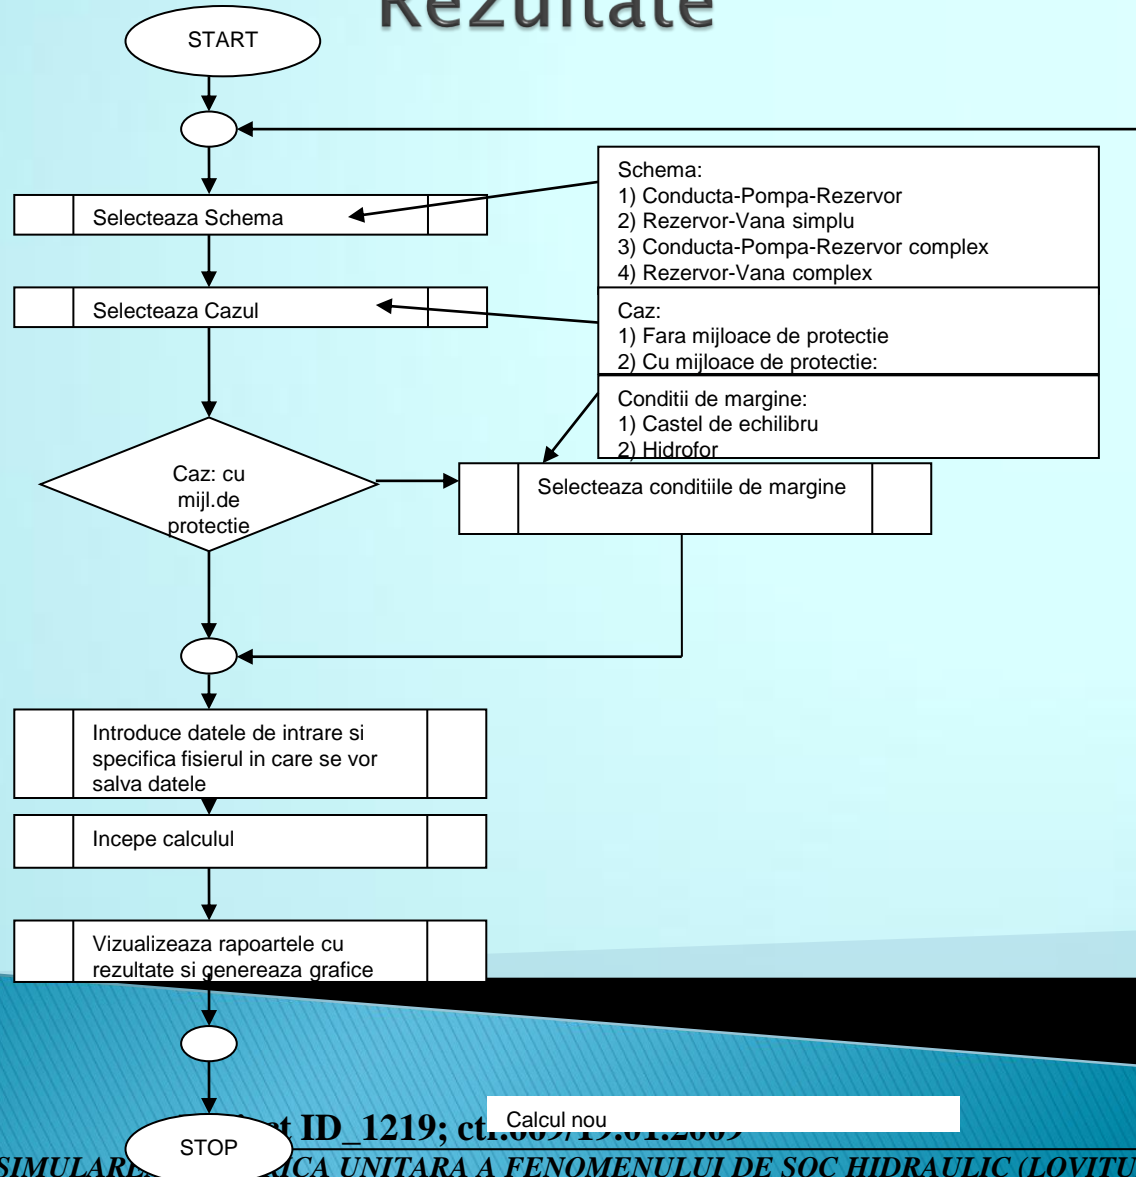 Rezultate
START
Schema:
1) Conducta-Pompa-Rezervor
2) Rezervor-Vana simplu
3) Conducta-Pompa-Rezervor complex
4) Rezervor-Vana complex
Selecteaza Schema
Selecteaza Cazul
Caz:
1) Fara mijloace de protectie
2) Cu mijloace de protectie:
Conditii de margine:
1) Castel de echilibru
2) Hidrofor
Caz: cu
mijl.de
protectie
Selecteaza conditiile de margine
Introduce datele de intrare si
specifica fisierul in care se vor
salva datele
Incepe calculul
Vizualizeaza rapoartele cu
rezultate si genereaza grafice
Calcul nou
ID_1219;
STOP
UNITARA A FENOMENULUI DE SOC HIDRAULIC